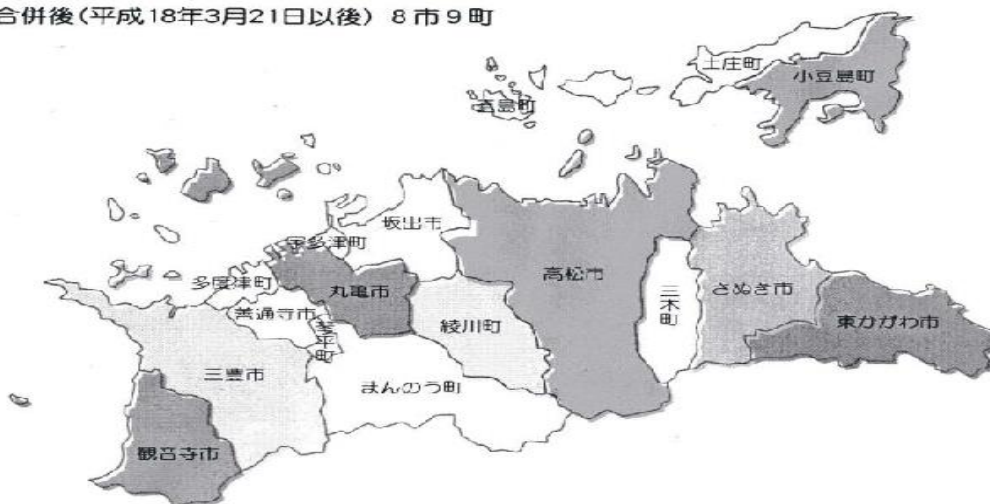 合併後(平成18年3月21日以後) 8市9町
土庄町
小豆島町
直島町
坂出市
宇多津町
高松市
多度津町
丸亀市
さぬき市
三木町
善通寺市
東かがわ市
琴平町
綾川町
三豊市
まんのう町
観音寺市